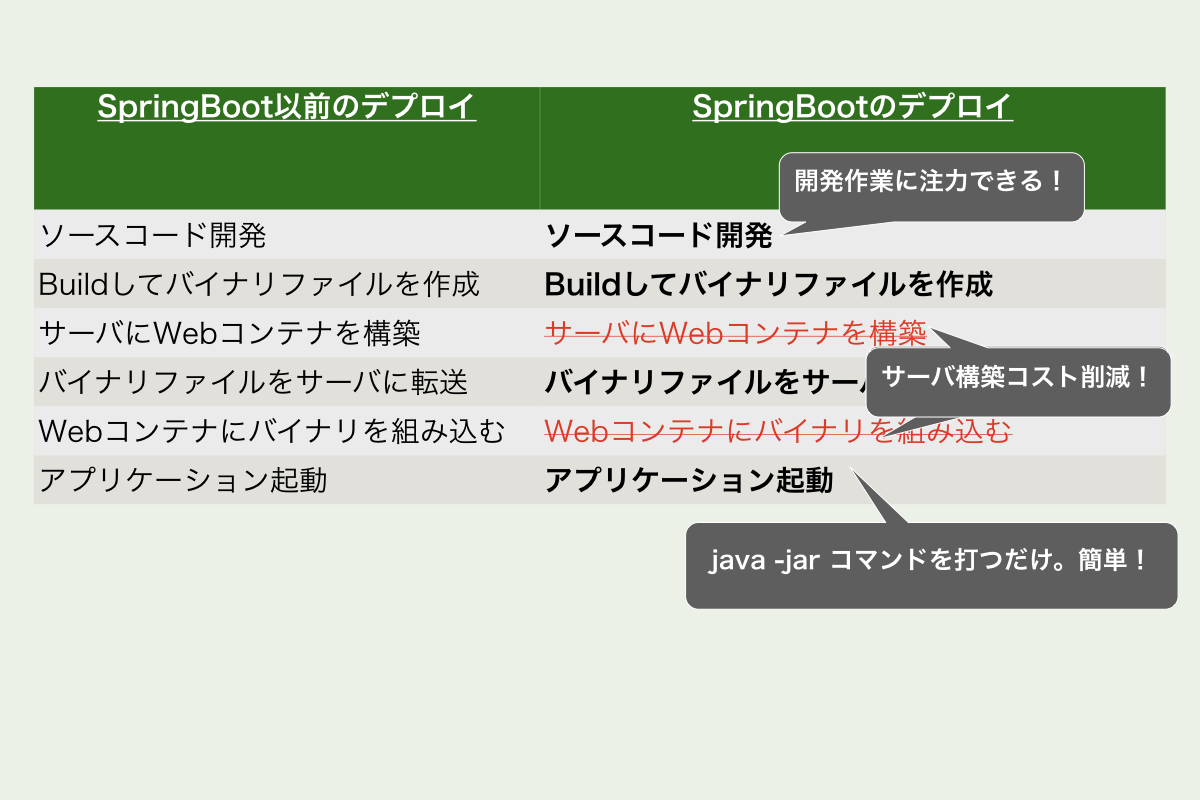 SpringBoot以前のデプロイ
SpringBootのデプロイ
開発作業に注力できる！
ソースコード開発
ソースコード開発
Buildしてバイナリファイルを作成
Buildしてバイナリファイルを作成
サーバにWebコンテナを構築
サーバにWebコンテナを構築
バイナリファイルをサーバに転送
バイナリファイルをサー
サーバ構築コスト削減！
Webコンテナにバイナリを組み込む
Webコンテナにバイナリを組み込む
アプリケーション起動
アプリケーション起動
java -jar コマンドを打つだけ。簡単！